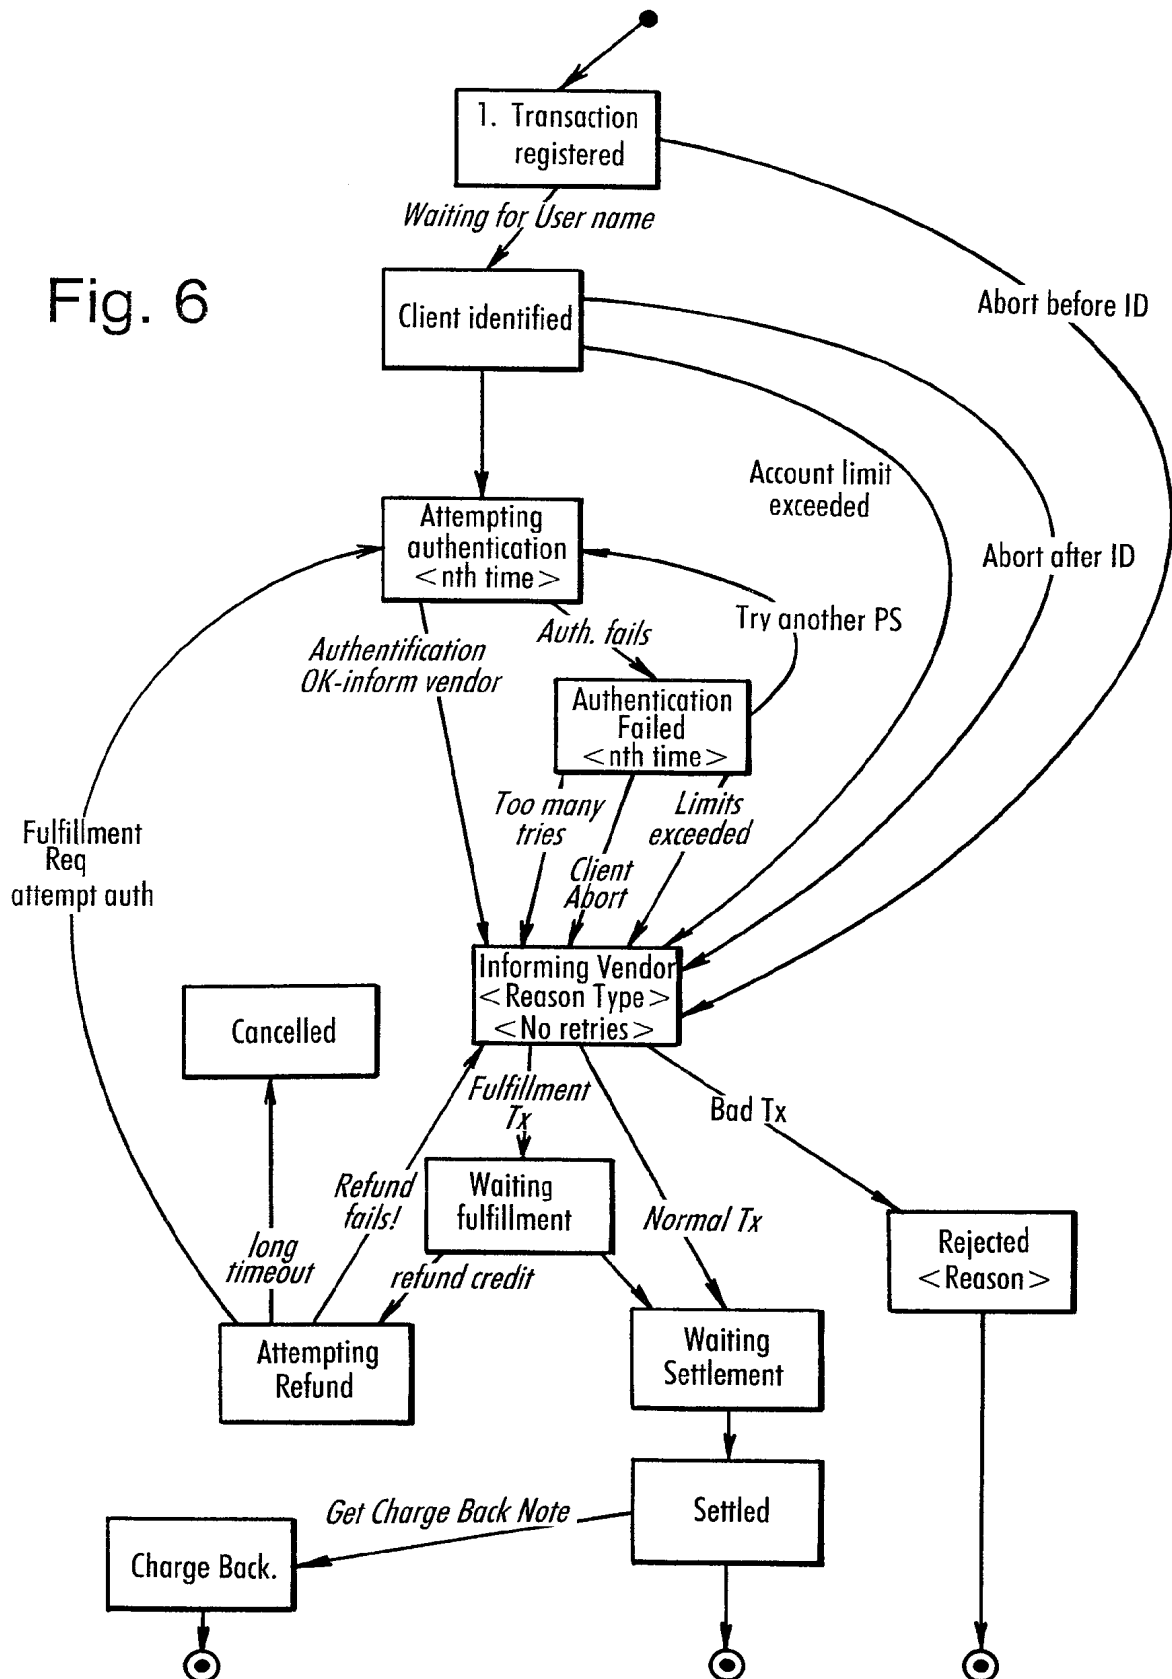 1. Transaction
registered
Waiting for User name
Fig. 6
Client identified
Abort before ID
Account limit
exceeded
Attempting
authentication
<nth time>
Abort after ID
Try another PS
Auth. fails
Authentification
OK-inform vendor
Authentication
Failed
<nth time>
Too many
tries
Limits
exceeded
Client
Abort
Fulfillment
Req
attempt auth
Informing Vendor
<Reason Type>
<No retries>
Cancelled
Fulfillment
Tx
Bad Tx
Refund
fails!
Waiting
fulfillment
Normal Tx
long
timeout
refund credit
Rejected
<Reason>
Attempting
Refund
Waiting
Settlement
Get Charge Back Note
Settled
Charge Back.